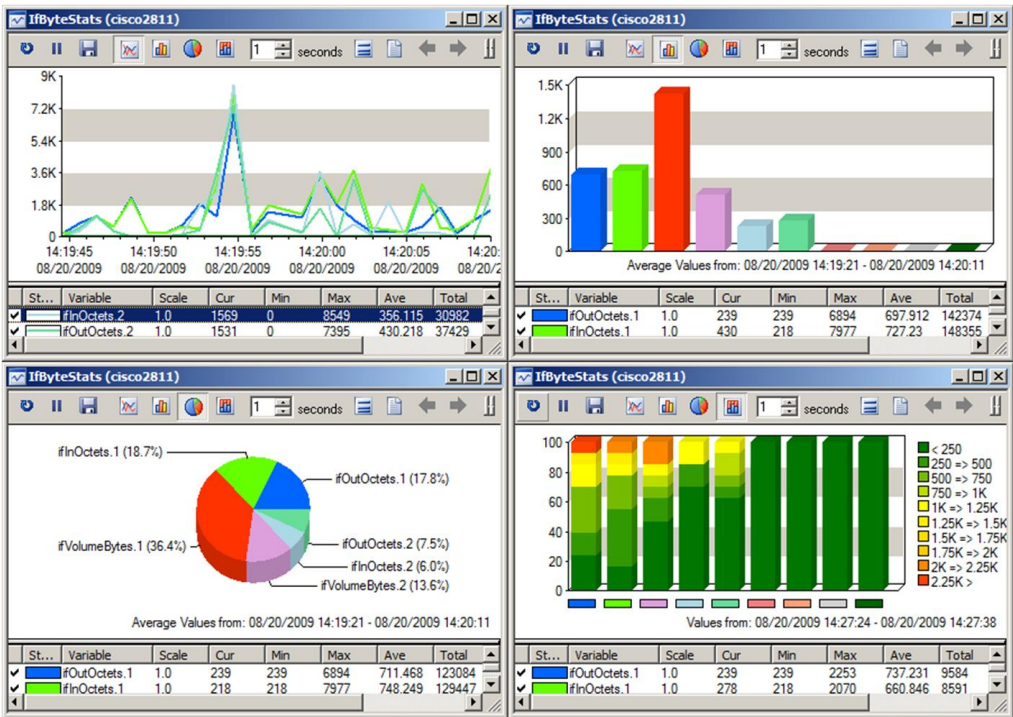 IfByteStats (cisco2811)
1 seconds
9K
7.2K
5.4K
3.6K
1.8K
0
14:19:45 14:19:50 14:19:55 14:20:00 14:20:05 14:20:
08/20/2009 08/20/2009 08/20/2009 08/20/2009 08/20/2009 08/20/2
St... Variable Scale Cur Min Max Ave Total
ifInOctets.2 1.0 1569 0 8549 356.115 30982
ifOutOctets.2 1.0 1531 0 7395 430.218 37429
IfByteStats (cisco2811)
1 seconds
1.5K
1.2K
900
600
300
0
Average Values from: 08/20/2009 14:19:21 - 08/20/2009 14:20:11
St... Variable Scale Cur Min Max Ave Total
ifOutOctets.1 1.0 239 239 6894 697.912 142374
ifInOctets.1 1.0 430 218 7977 727.23 148355
IfByteStats (cisco2811)
1 seconds
ifInOctets.1 (18.7%)
ifOutOctets.1 (17.8%)
ifVolumeBytes.1 (36.4%)
ifOutOctets.2 (7.5%)
ifInOctets.2 (6.0%)
ifVolumeBytes.2 (13.6%)
Average Values from: 08/20/2009 14:19:21 - 08/20/2009 14:20:11
St... Variable Scale Cur Min Max Ave Total
ifOutOctets.1 1.0 239 239 6894 711.468 123084
ifInOctets.1 1.0 218 218 7977 748.249 129447
IfByteStats (cisco2811)
1 seconds
100
80
60
40
20
0
< 250
250 => 500
500 => 750
750 => 1K
1K => 1.25K
1.25K => 1.5K
1.5K => 1.75K
1.75K => 2K
2K => 2.25K
2.25K >
Values from: 08/20/2009 14:27:24 - 08/20/2009 14:27:38
St... Variable Scale Cur Min Max Ave Total
ifOutOctets.1 1.0 239 239 2253 737.231 9584
ifInOctets.1 1.0 278 218 2070 660.846 8591